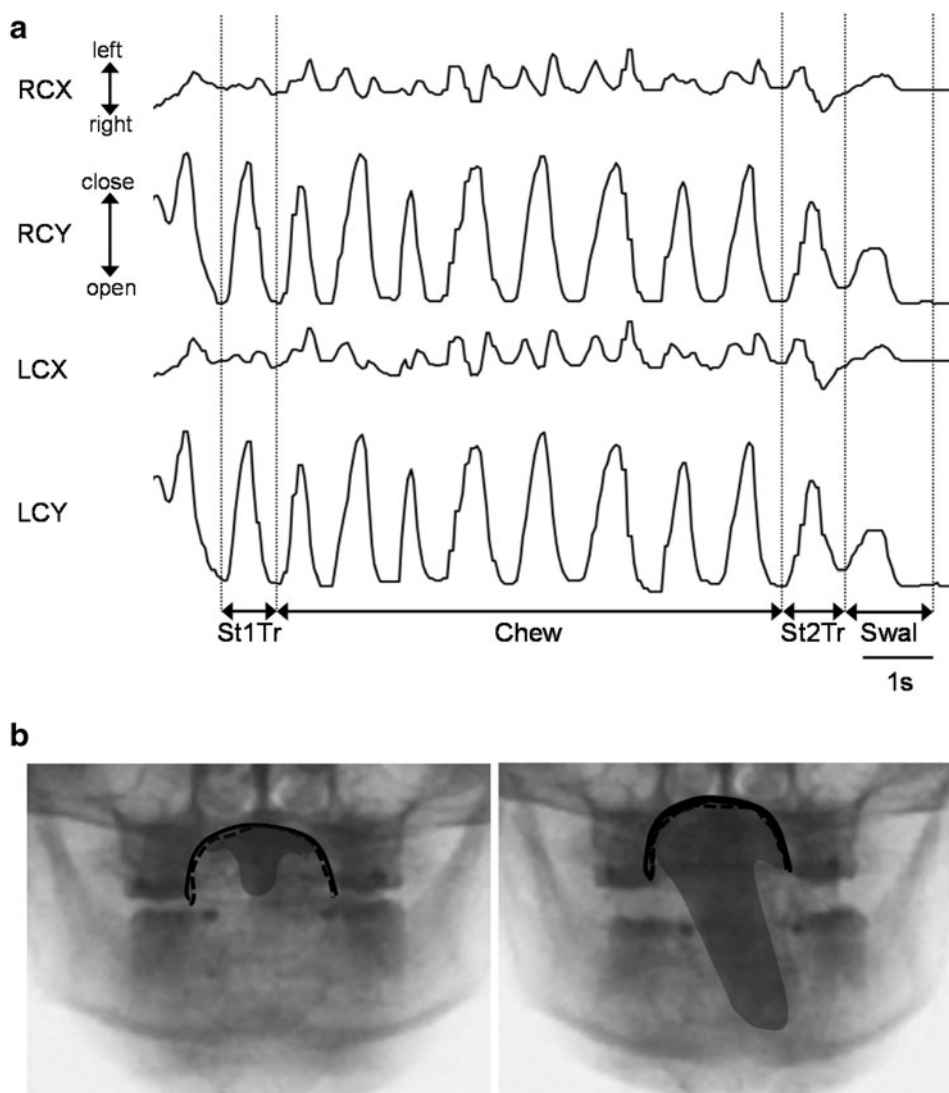 a
left
RCX
right
close
RCY
open
LCX
LCY
St1Tr Chew St2Tr Swal
1s
b